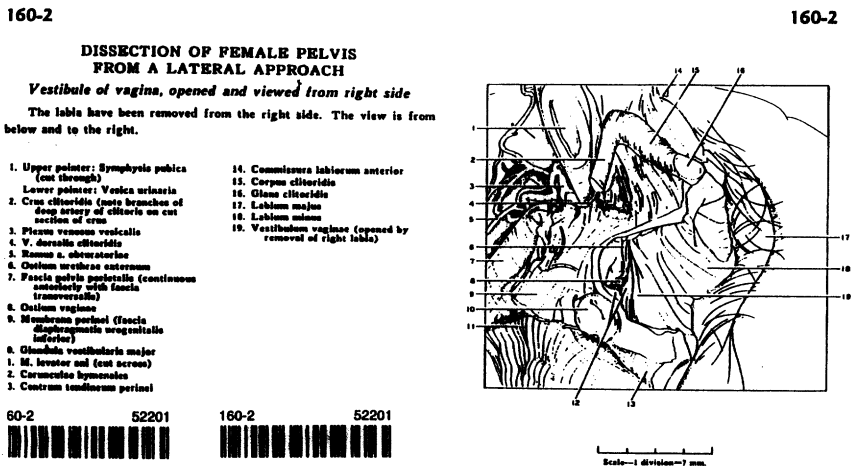 160-2
160-2
DISSECTION OF FEMALE PELVIS
FROM A LATERAL APPROACH
Vestibule of vagina, opened and viewed from right side
The labia have been removed from the right side. The view is from
below and to the right.
1. Upper pointer: Symphysis pubica
(cut through)
Lower pointer: Vesica urinaria
2. Crus clitoridis (note branches of
deep artery of clitoris on cut
section of crus
3. Plexus venosus vesicalis
4. V. dorsalis clitoridis
5. Ramus a. obturatoriae
6. Ostium urethrae externum
7. Fascia pelvis parietalis (continuous
anteriorly with fascia
transversalis)
8. Ostium vaginae
9. Membrana perinei (fascia
diaphragmatis urogenitalis
inferior)
0. Glandula vestibularis major
1. M. levator ani (cut across)
2. Carunculae hymenales
3. Centrum tendineum perinei
14. Commissura labiorum anterior
15. Corpus clitoridis
16. Glans clitoridis
17. Labium majus
18. Labium minus
19. Vestibulum vaginae (opened by
removal of right labia)
60-2 52201
160-2 52201
14 15 16
1
2
3
4
5
6
7
8
9
10
11
17
18
19
12 13
Scale—1 division=7 mm.